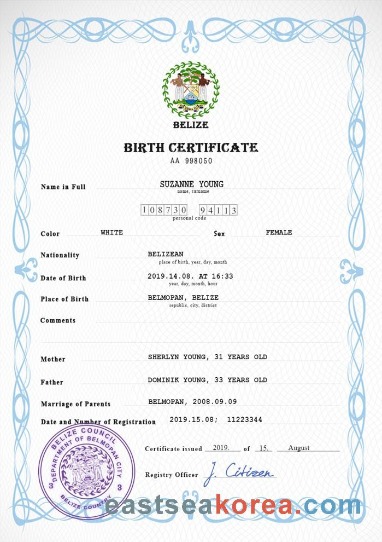 BELIZE
BIRTH CERTIFICATE
AA 998050
Name in Full SUZANNE YOUNG
name, surname
108730 94113
personal code
Color WHITE Sex FEMALE
Nationality BELIZEAN
place of birth, year, day, month
Date of Birth 2019.14.08. AT 16:33
year, day, month, hour
Place of Birth BELMOPAN, BELIZE
republic, city, district
Comments
Mother SHERLYN YOUNG, 31 YEARS OLD
Father DOMINIK YOUNG, 33 YEARS OLD
Marringe of Parents BELMOPAN, 2008.09.09
Date and Number of Registration 2019.15.08; 11223344
Certificate issued 2019. of 15. August
Registry Officer J. Citizen
BELIZE COUNCIL
DEPARTMENT OF BELMOPAN CITY
3 3
BELIZE COUNTRY
eastseakorea.com